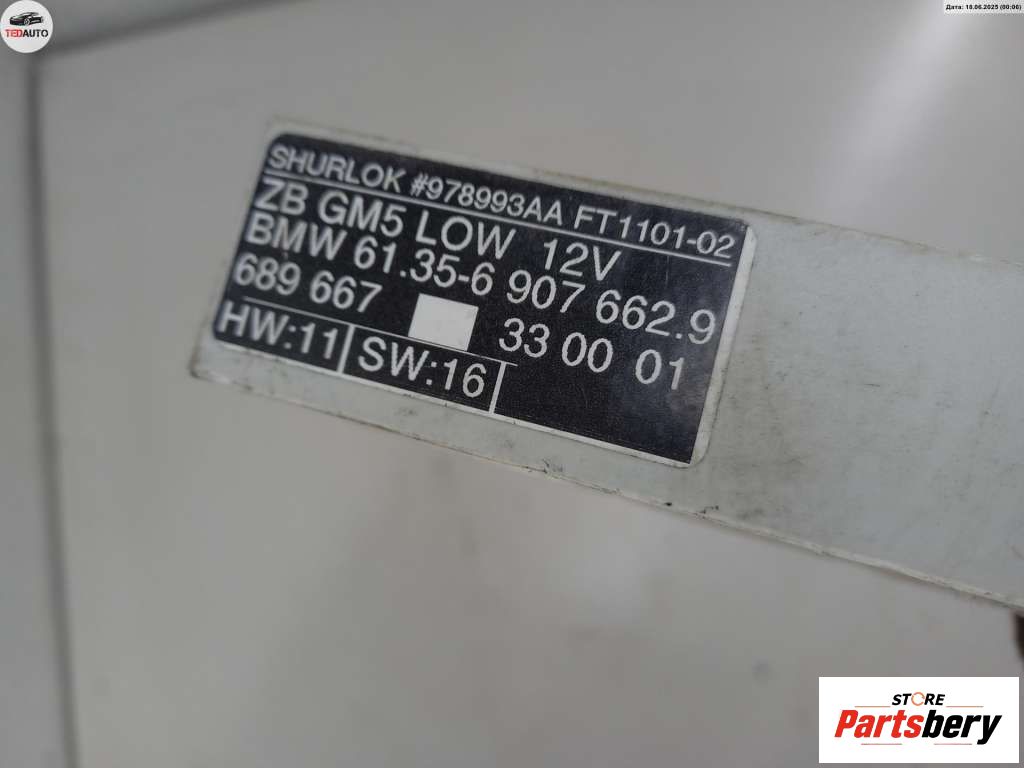 TEDAUTO
Дата: 18.06.2025 (00:06)
SHURLOK #978993AA FT1101-02
ZB GM5 LOW 12V
BMW 61.35-6 907 662.9
689 667 33 00 01
HW:11 SW:16
STORE
Partsbery